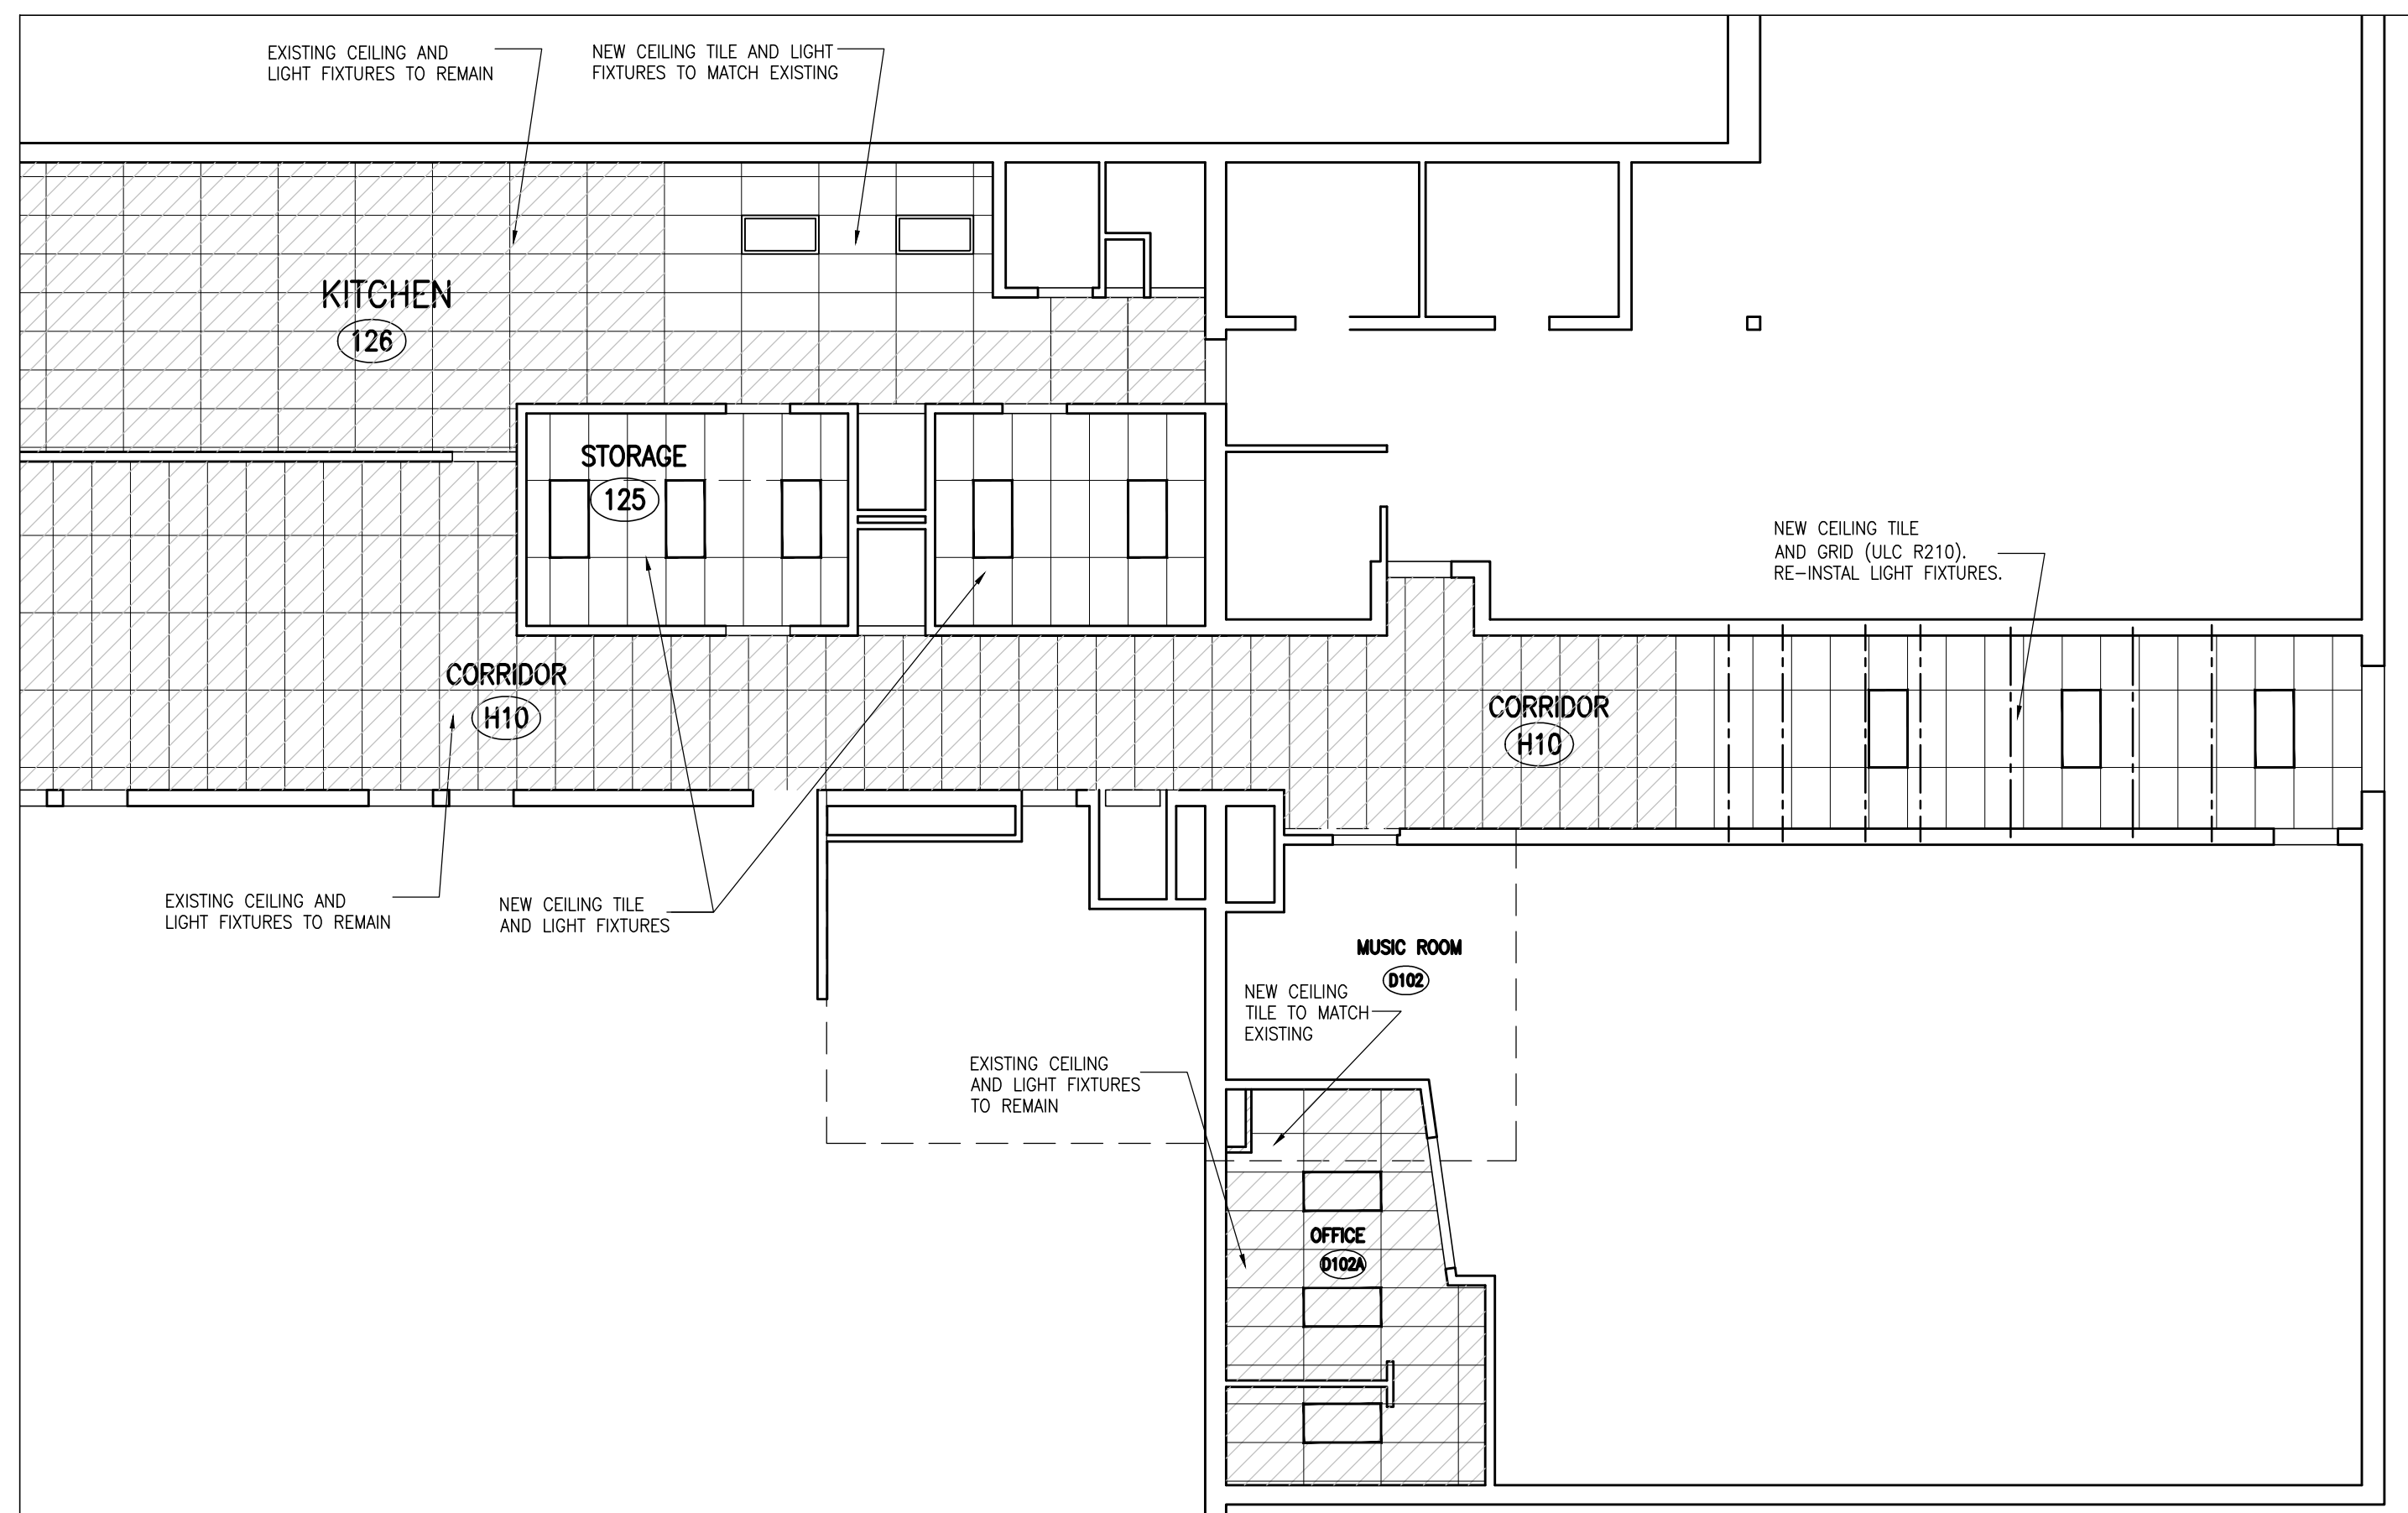 EXISTING CEILING AND
LIGHT FIXTURES TO REMAIN
NEW CEILING TILE AND LIGHT
FIXTURES TO MATCH EXISTING
KITCHEN
126
STORAGE
125
NEW CEILING TILE
AND GRID (ULC R210).
RE-INSTAL LIGHT FIXTURES.
CORRIDOR
H10
CORRIDOR
H10
EXISTING CEILING AND
LIGHT FIXTURES TO REMAIN
NEW CEILING TILE
AND LIGHT FIXTURES
MUSIC ROOM
D102
NEW CEILING
TILE TO MATCH
EXISTING
EXISTING CEILING
AND LIGHT FIXTURES
TO REMAIN
OFFICE
D102A